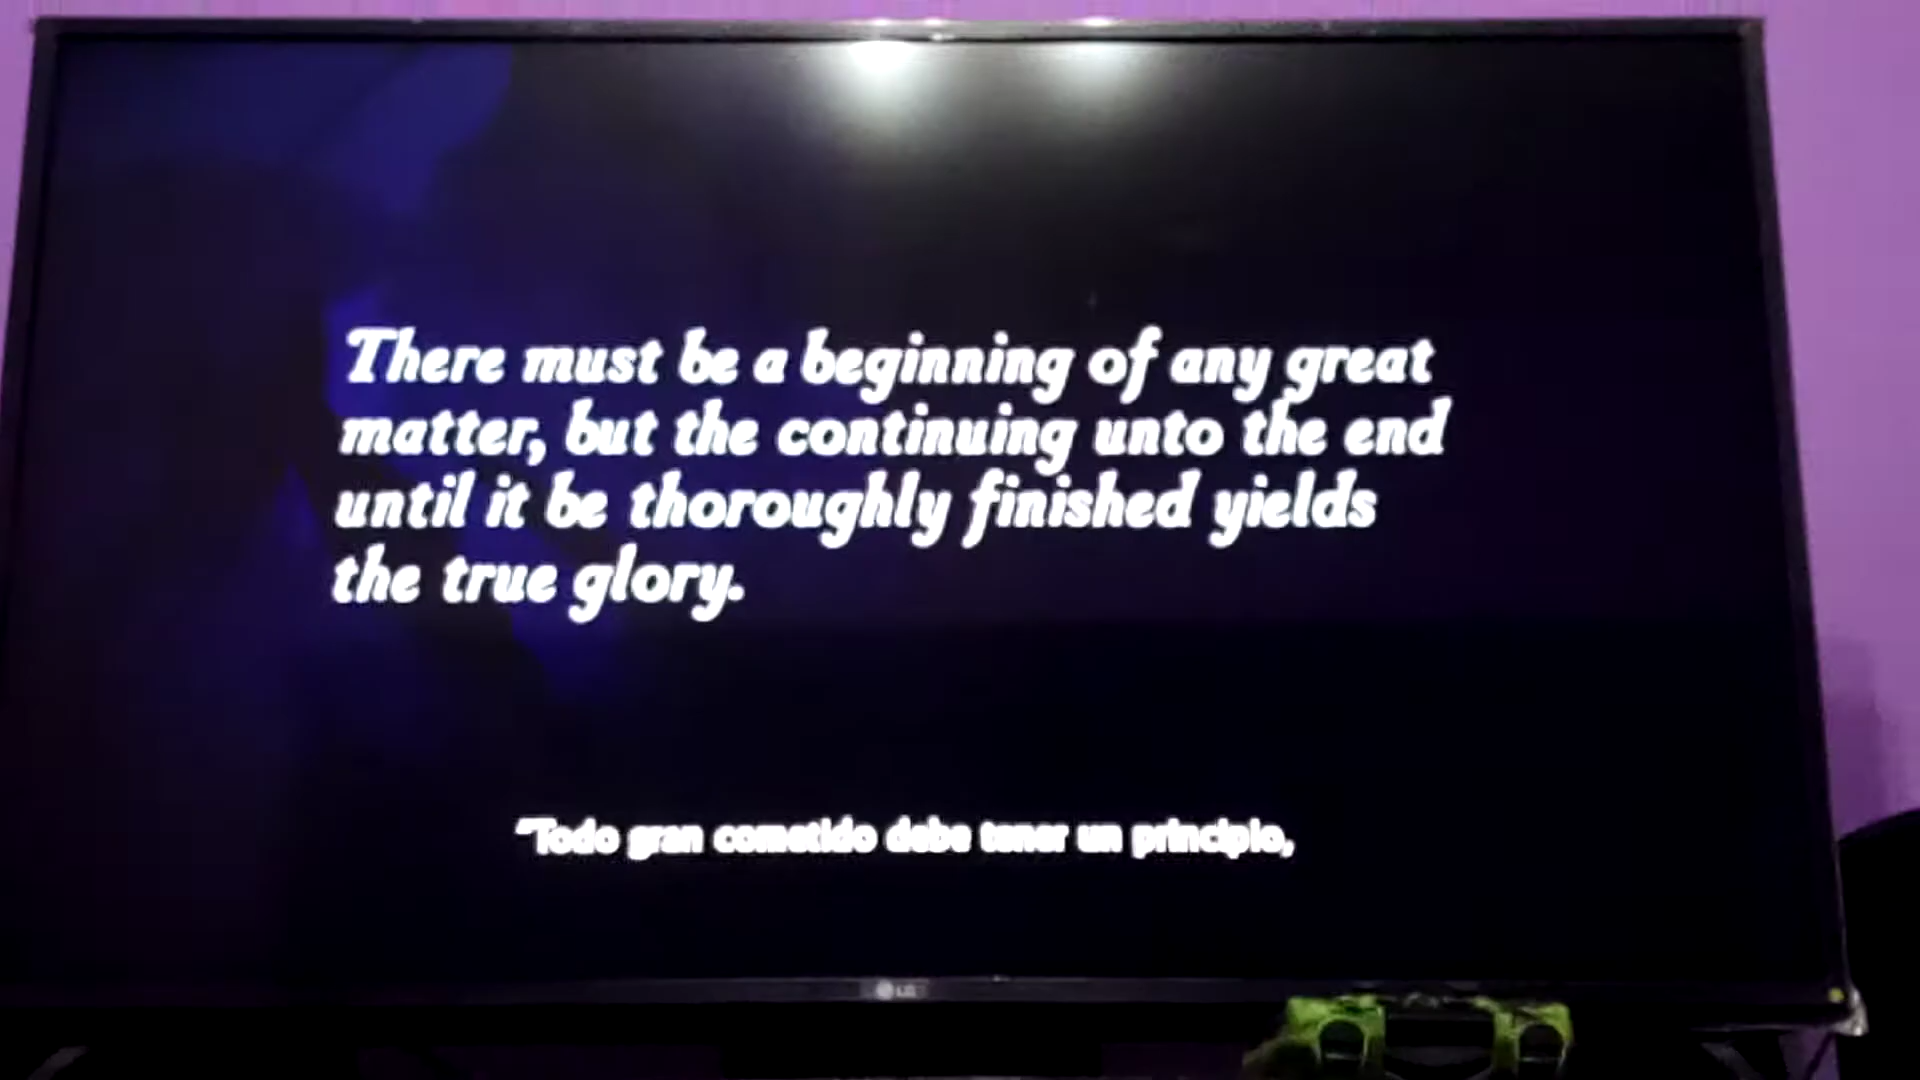 There must be a beginning of any great
matter, but the continuing unto the end
until it be thoroughly finished yields
the true glory.
"Todo gran cometido debe tener un principio,
LG